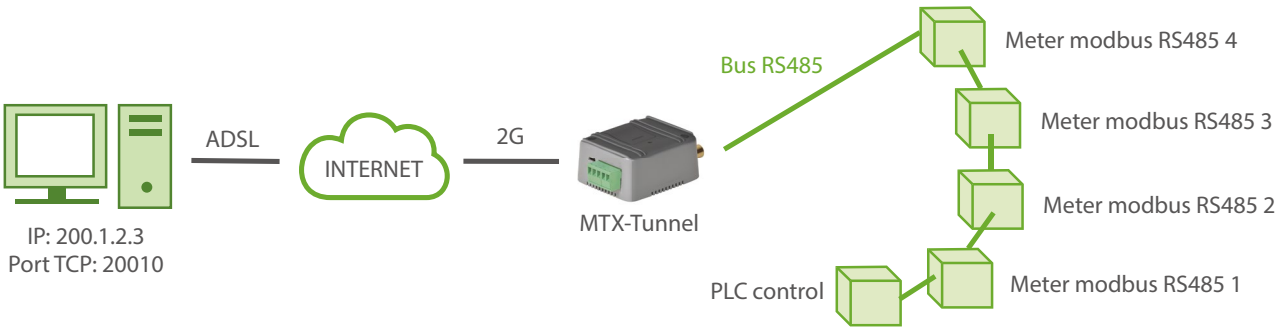 ADSL
INTERNET
2G
MTX-Tunnel
IP: 200.1.2.3
Port TCP: 20010
Bus RS485
Meter modbus RS485 4
Meter modbus RS485 3
Meter modbus RS485 2
Meter modbus RS485 1
PLC control